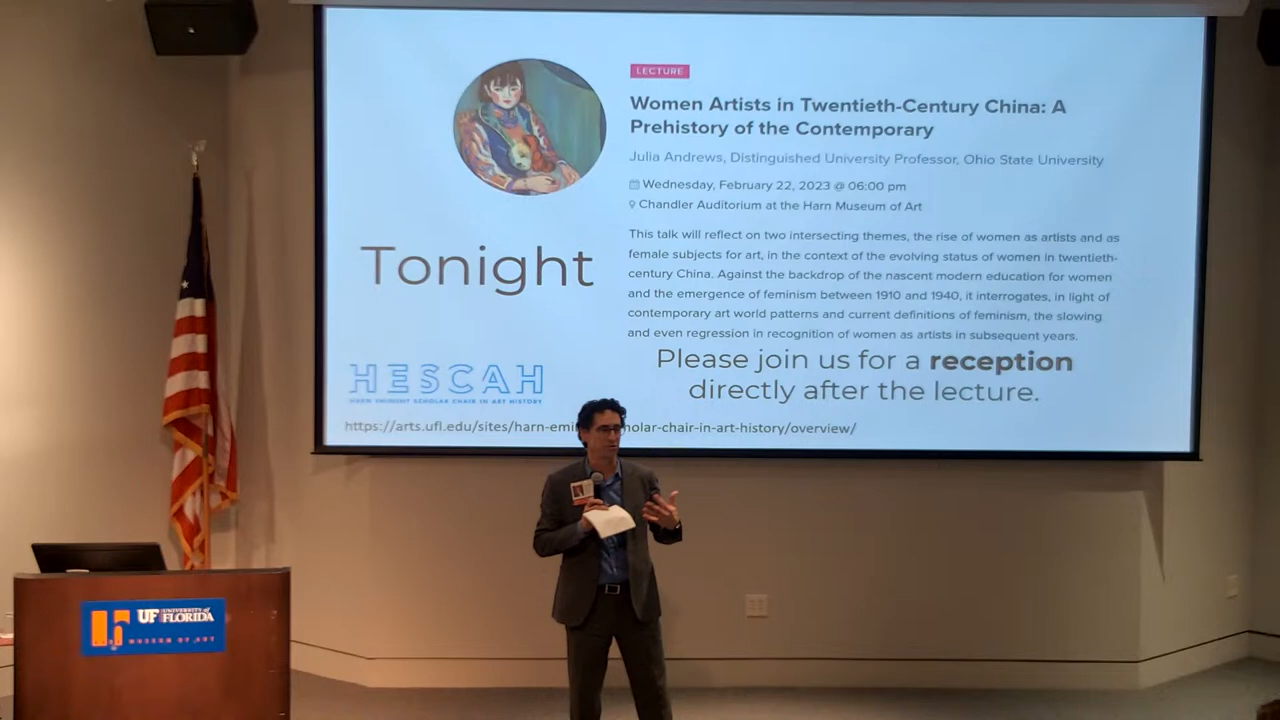 LECTURE
Women Artists in Twentieth-Century China: A
Prehistory of the Contemporary
Julia Andrews, Distinguished University Professor, Ohio State University
Wednesday, February 22, 2023 @ 06:00 pm
Chandler Auditorium at the Harn Museum of Art
This talk will reflect on two intersecting themes, the rise of women as artists and as
female subjects for art, in the context of the evolving status of women in twentieth-
century China. Against the backdrop of the nascent modern education for women
and the emergence of feminism between 1910 and 1940, it interrogates, in light of
contemporary art world patterns and current definitions of feminism, the slowing
and even regression in recognition of women as artists in subsequent years.
Tonight
Please join us for a reception
directly after the lecture.
HESCAH
HARN EMINENT SCHOLAR CHAIR IN ART HISTORY
https://arts.ufl.edu/sites/harn-emi holar-chair-in-art-history/overview/
UF UNIVERSITY of
FLORIDA
MUSEUM OF ART